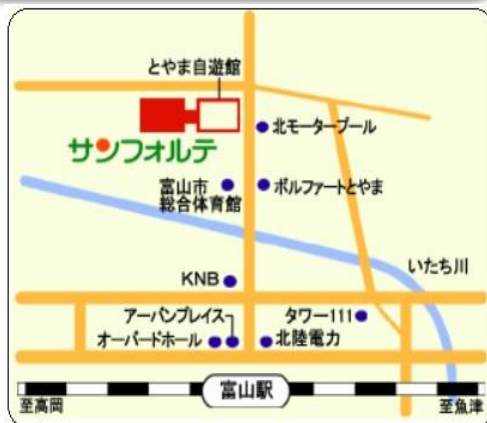 とやま自遊館
北モータープール
サンフォルテ
富山市
総合体育館
ボルファートとやま
いたち川
KNB
アーバンプレイス
タワー111
オーバードホール
北陸電力
富山駅
至高岡
至魚津